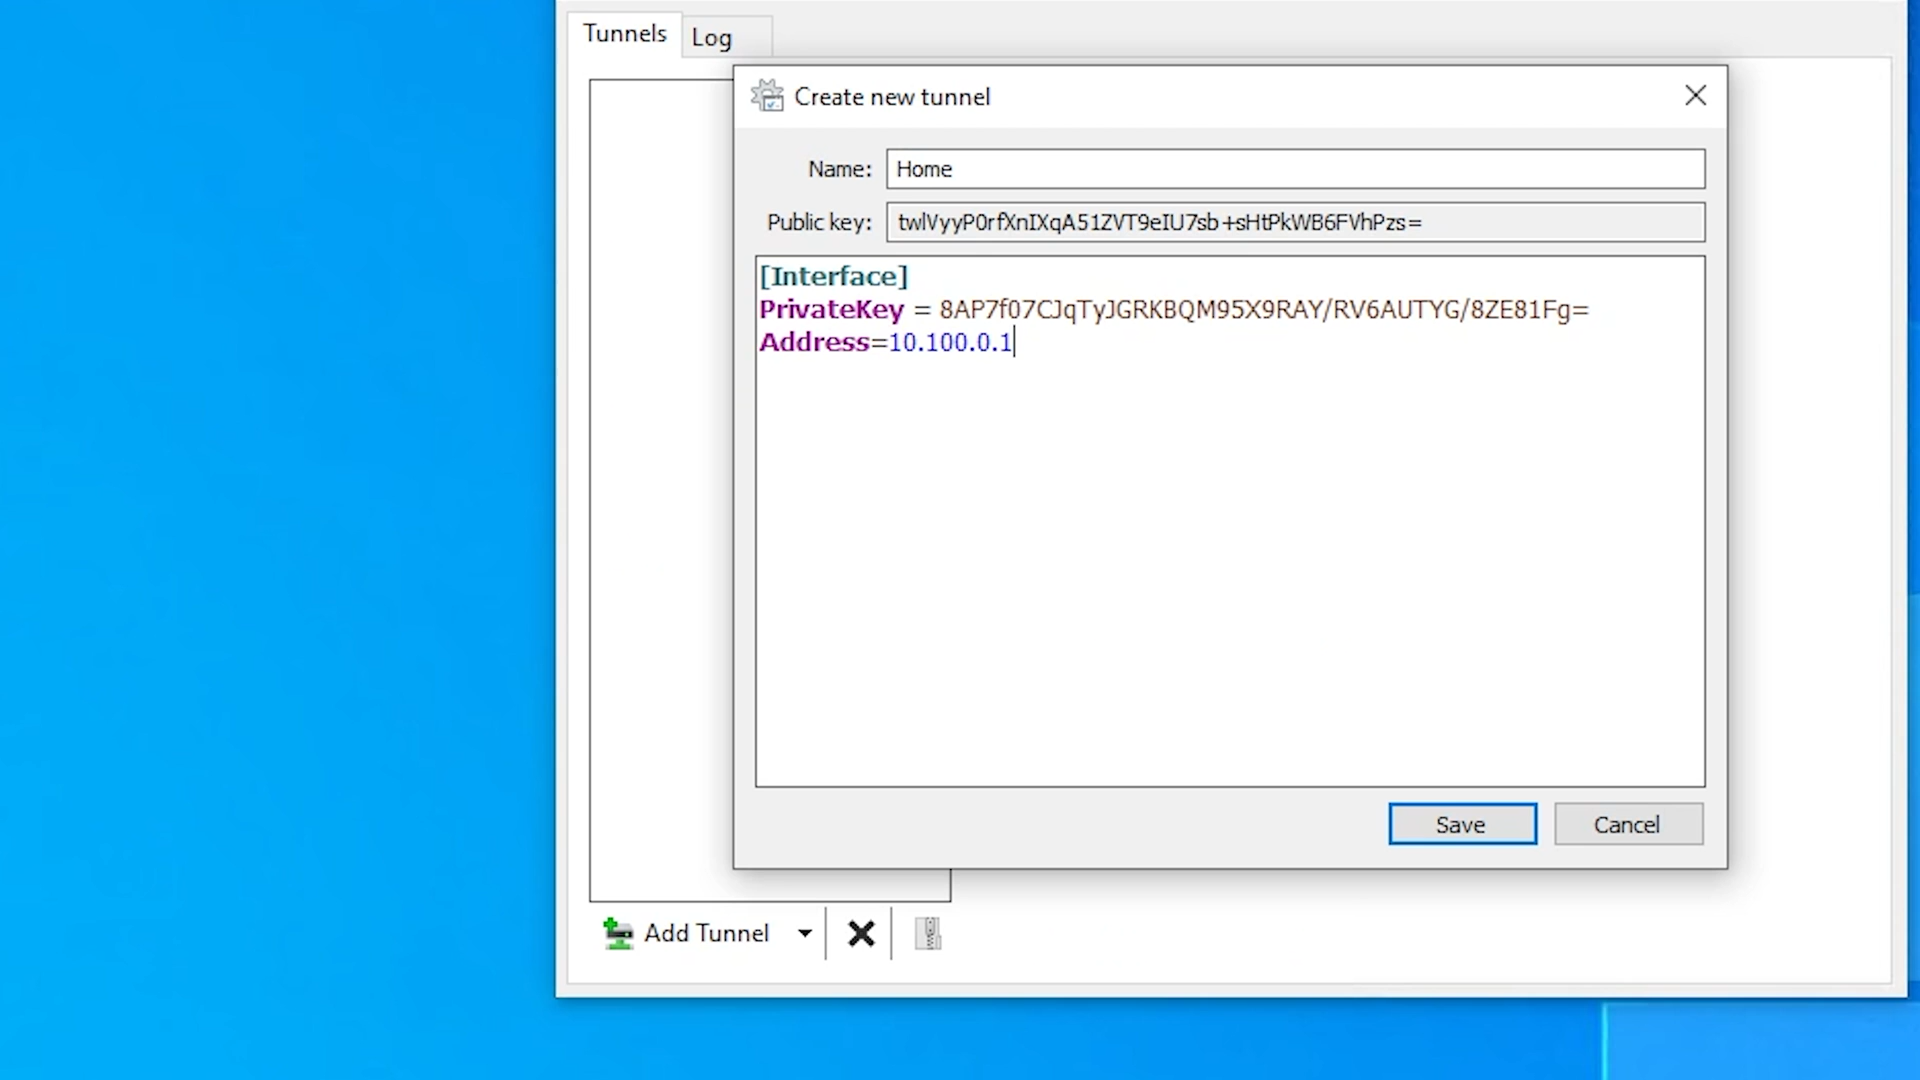 Tunnels
Log
Create new tunnel
Name:
Home
Public key:
twlVyyP0rfXnIXqA51ZVT9eIU7sb+sHtPkWB6FVhPzs=
[Interface]
PrivateKey = 8AP7f07CJqTyJGRKBQM95X9RAY/RV6AUTYG/8ZE81Fg=
Address=10.100.0.1
Save
Cancel
Add Tunnel